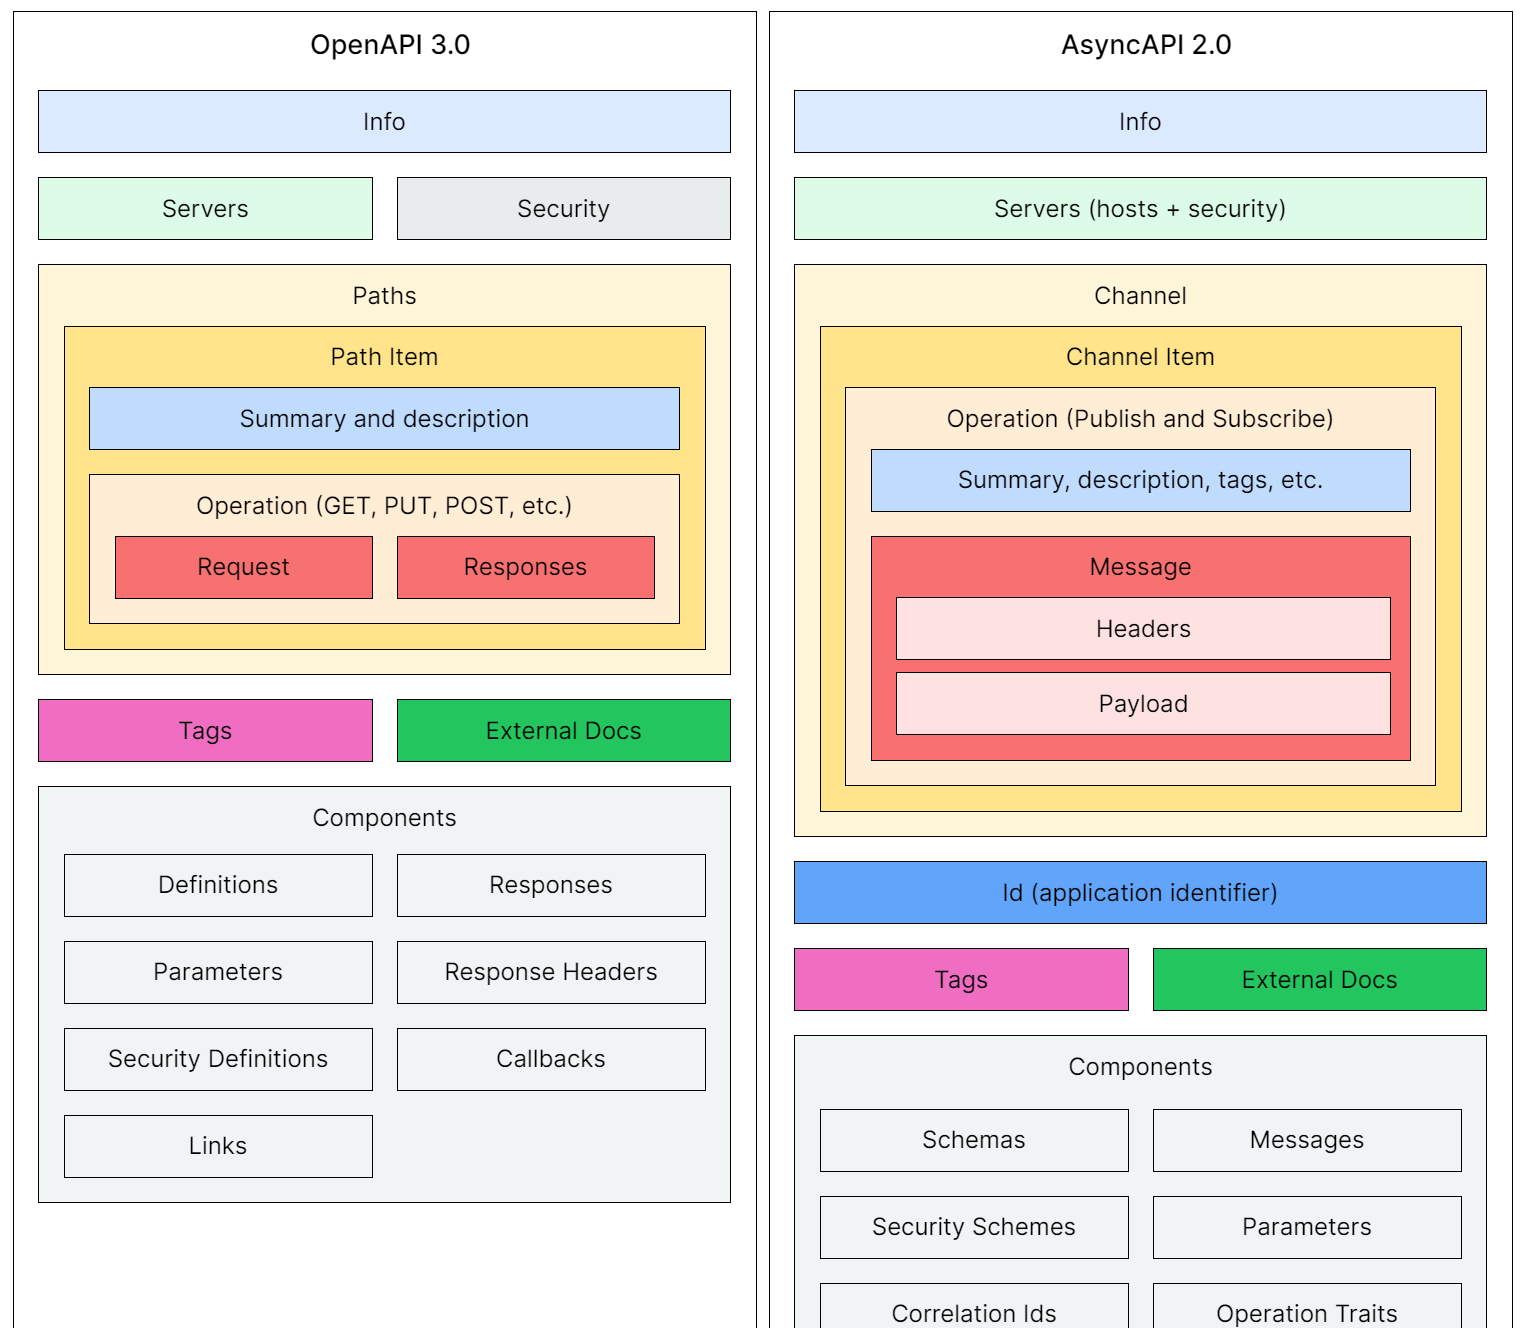 OpenAPI 3.0
Info
Servers
Security
Paths
Path Item
Summary and description
Operation (GET, PUT, POST, etc.)
Request
Responses
Tags
External Docs
Components
Definitions
Responses
Parameters
Response Headers
Security Definitions
Callbacks
Links
AsyncAPI 2.0
Info
Servers (hosts + security)
Channel
Channel Item
Operation (Publish and Subscribe)
Summary, description, tags, etc.
Message
Headers
Payload
Id (application identifier)
Tags
External Docs
Components
Schemas
Messages
Security Schemes
Parameters
Correlation Ids
Operation Traits